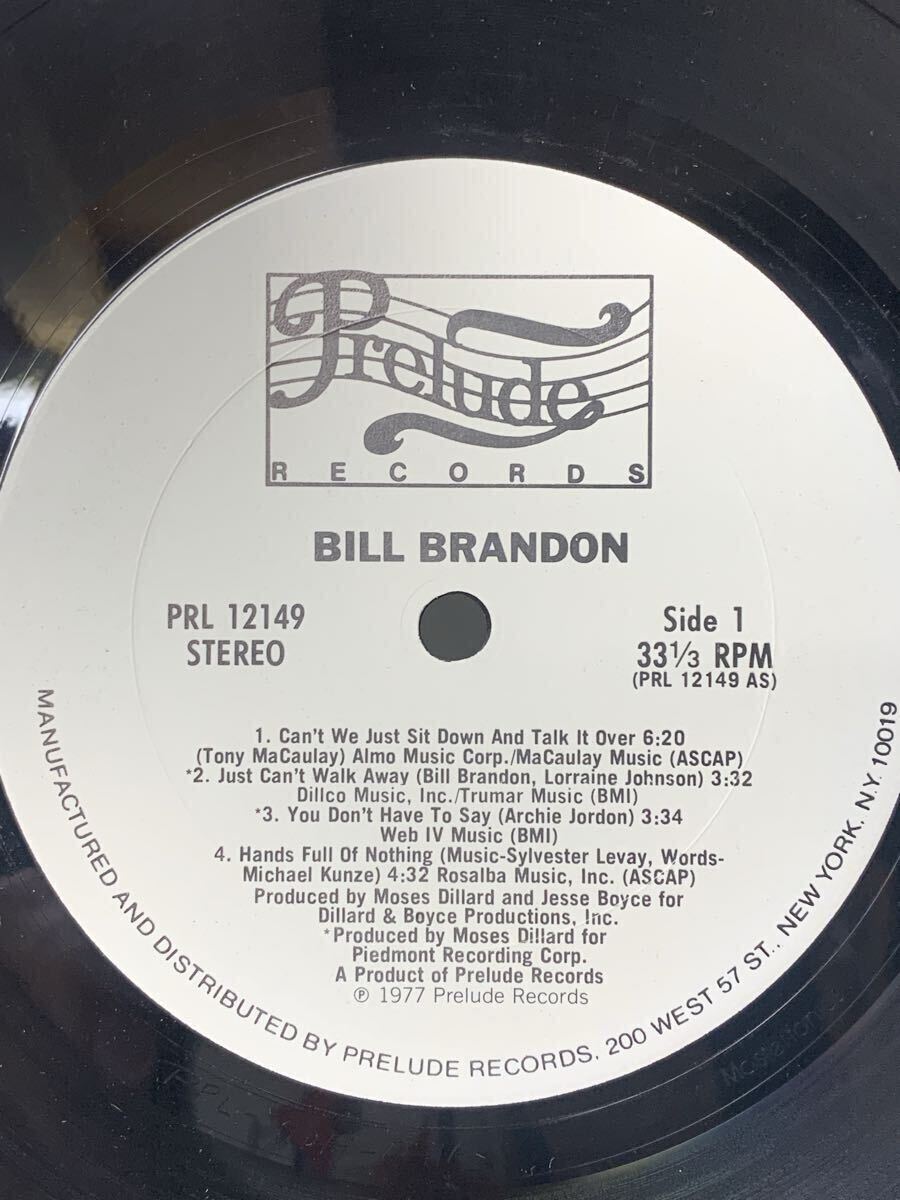 Prelude
RECORDS
BILL BRANDON
PRL 12149
STEREO
Side 1
33⅓ RPM
(PRL 12149 AS)
1. Can't We Just Sit Down And Talk It Over 6:20
(Tony MaCaulay) Almo Music Corp./MaCaulay Music (ASCAP)
*2. Just Can't Walk Away (Bill Brandon, Lorraine Johnson) 3:32
Dillco Music, Inc./Trumar Music (BMI)
*3. You Don't Have To Say (Archie Jordon) 3:34
Web IV Music (BMI)
4. Hands Full Of Nothing (Music-Sylvester Levay, Words-
Michael Kunze) 4:32 Rosalba Music, Inc. (ASCAP)
Produced by Moses Dillard and Jesse Boyce for
Dillard & Boyce Productions, Inc.
*Produced by Moses Dillard for
Piedmont Recording Corp.
A Product of Prelude Records
℗ 1977 Prelude Records
MANUFACTURED AND DISTRIBUTED BY PRELUDE RECORDS, 200 WEST 57 ST., NEW YORK, N.Y. 10019